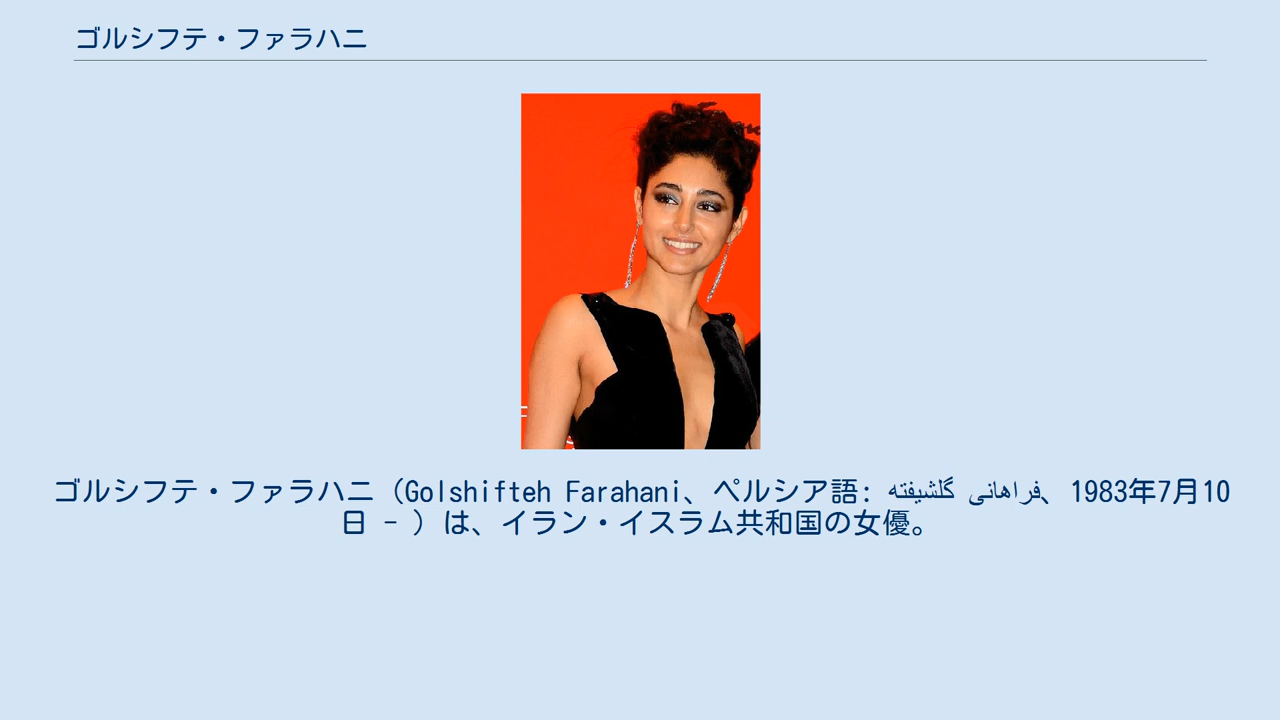 ゴルシフテ・ファラハニ
ゴルシフテ・ファラハニ（Golshifteh Farahani、ペルシア語: گلشیفته فراهانی、1983年7月10
日 - ）は、イラン・イスラム共和国の女優。